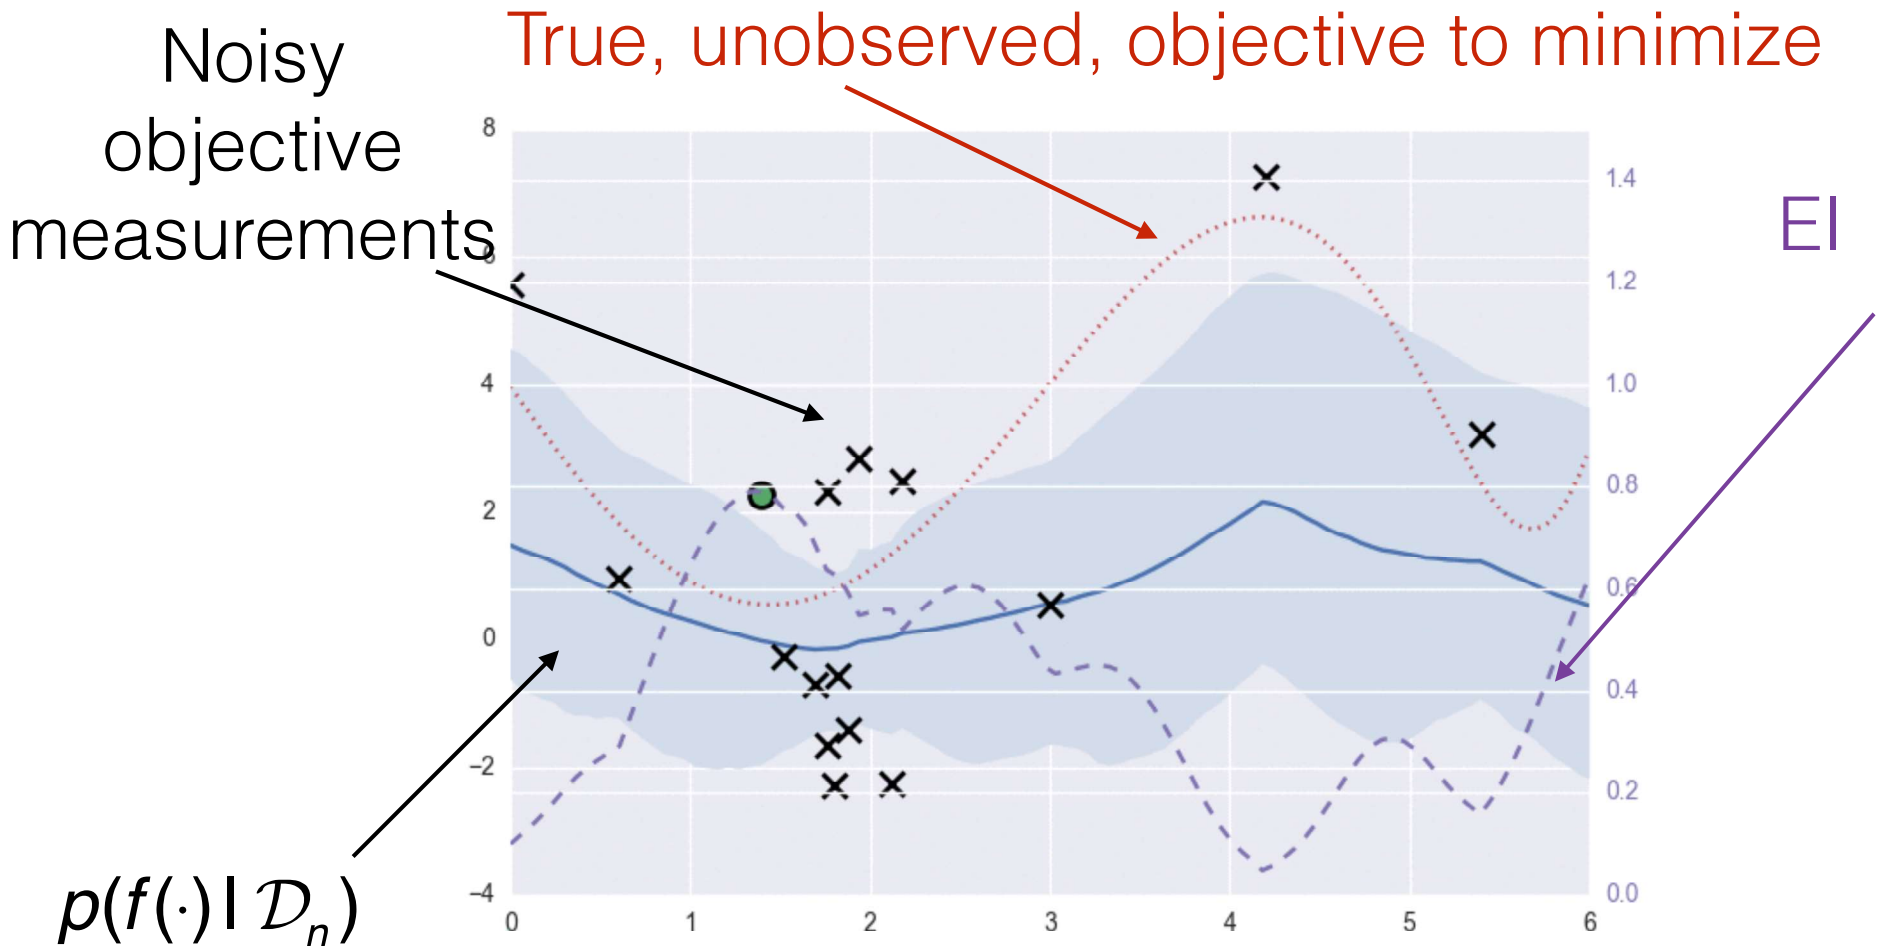 True, unobserved, objective to minimize
Noisy
objective
measurements
EI
p(f(·)| 𝒟n)
8
6
4
2
0
−2
−4
1.4
1.2
1.0
0.8
0.6
0.4
0.2
0.0
0 1 2 3 4 5 6